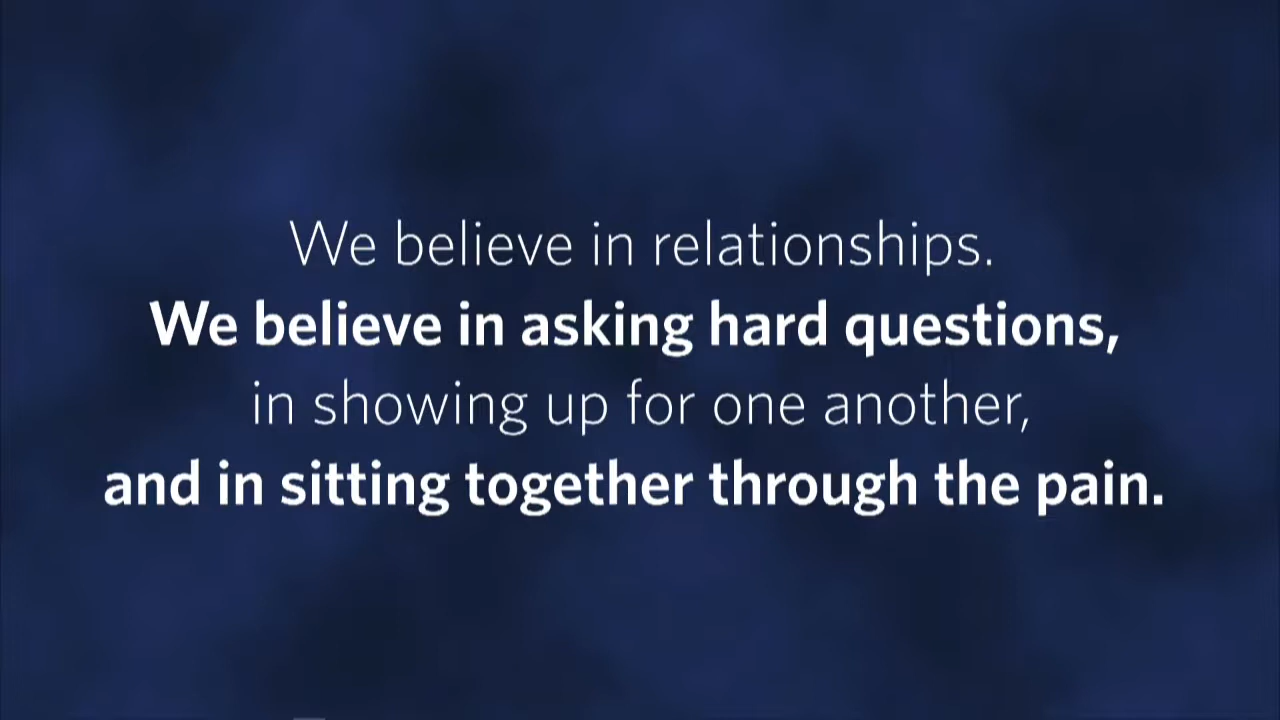 We believe in relationships.
We believe in asking hard questions,
in showing up for one another,
and in sitting together through the pain.